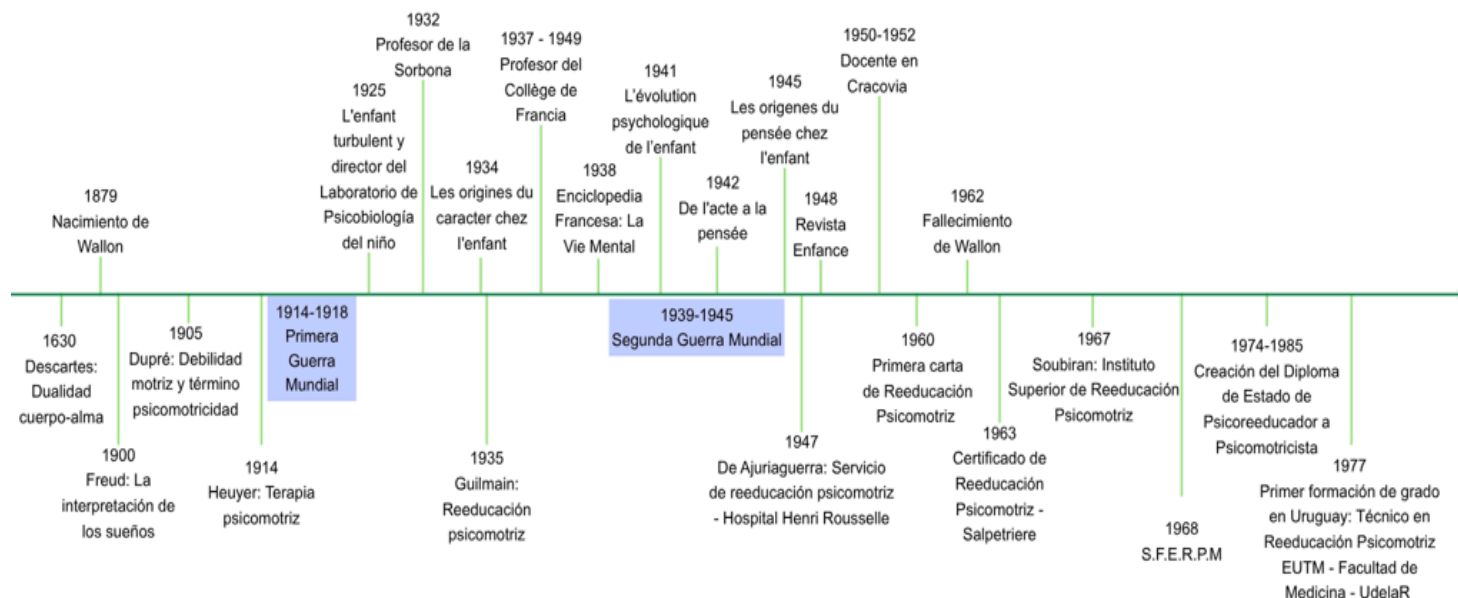 1879
Nacimiento de
Wallon
1925
L'enfant
turbulent y
director del
Laboratorio de
Psicobiología
del niño
1932
Profesor de la
Sorbona
1934
Les origines du
caracter chez
l'enfant
1937 - 1949
Profesor del
Collège de
Francia
1938
Enciclopedia
Francesa: La
Vie Mental
1941
L'évolution
psychologique
de l'enfant
1942
De l'acte a la
pensée
1945
Les origenes du
pensée chez
l'enfant
1948
Revista
Enfance
1950-1952
Docente en
Cracovia
1962
Fallecimiento
de Wallon
1630
Descartes:
Dualidad
cuerpo-alma
1900
Freud: La
interpretación de
los sueños
1905
Dupré: Debilidad
motriz y término
psicomotricidad
1914
Heuyer: Terapia
psicomotriz
1914-1918
Primera
Guerra
Mundial
1935
Guilmain:
Reeducación
psicomotriz
1939-1945
Segunda Guerra Mundial
1947
De Ajuriaguerra: Servicio
de reeducación psicomotriz
- Hospital Henri Rousselle
1960
Primera carta
de Reeducación
Psicomotriz
1963
Certificado de
Reeducación
Psicomotriz -
Salpetriere
1967
Soubiran: Instituto
Superior de Reeducación
Psicomotriz
1968
S.F.E.R.P.M
1974-1985
Creación del Diploma
de Estado de
Psicoreeducador a
Psicomotricista
1977
Primer formación de grado
en Uruguay: Técnico en
Reeducación Psicomotriz
EUTM - Facultad de
Medicina - UdelaR